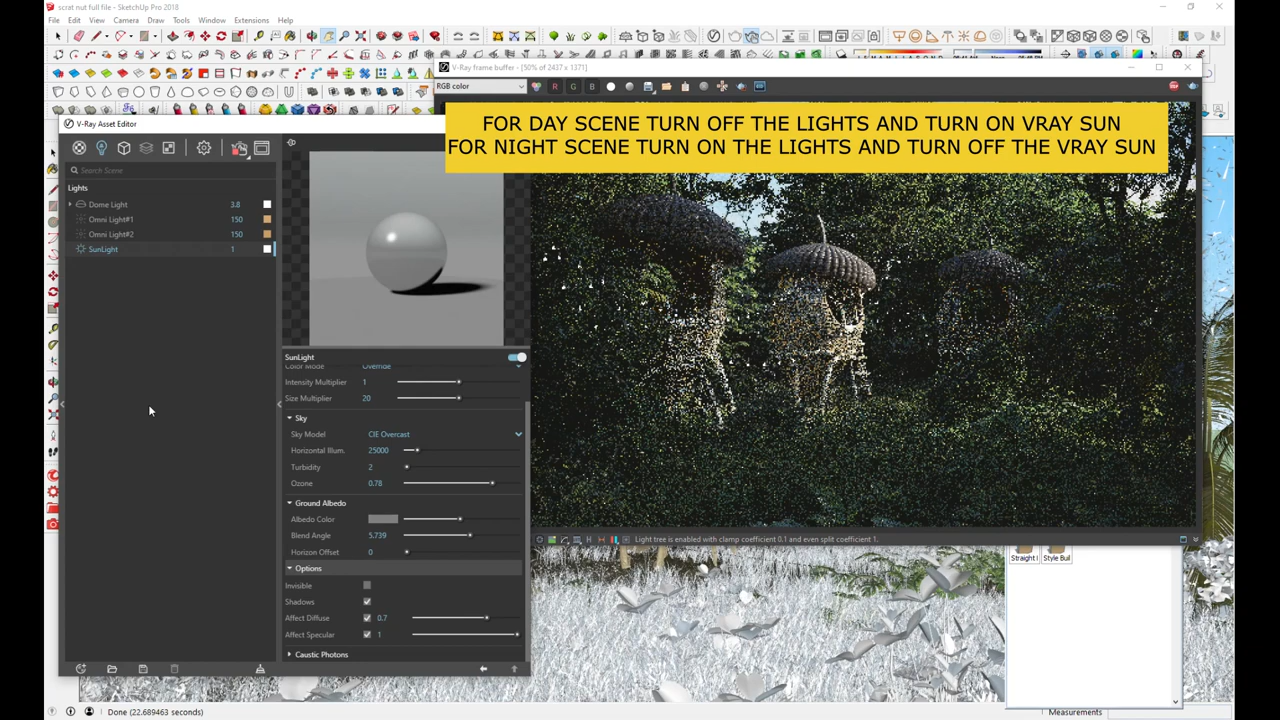 scrat nut full file - SketchUp Pro 2018
File Edit View Camera Draw Tools Window Extensions Help
V-Ray frame buffer - [50% of 2437 x 1371]
RGB color
R G B
FOR DAY SCENE TURN OFF THE LIGHTS AND TURN ON VRAY SUN
FOR NIGHT SCENE TURN ON THE LIGHTS AND TURN OFF THE VRAY SUN
V-Ray Asset Editor
Search Scene
Lights
Dome Light 3.8
Omni Light#1 150
Omni Light#2 150
SunLight 1
SunLight
Color Mode Override
Intensity Multiplier 1
Size Multiplier 20
Sky
Sky Model CIE Overcast
Horizontal Illum. 25000
Turbidity 2
Ozone 0.78
Ground Albedo
Albedo Color
Blend Angle 5.739
Horizon Offset 0
Options
Invisible
Shadows
Affect Diffuse 0.7
Affect Specular 1
Caustic Photons
Light tree is enabled with clamp coefficient 0.1 and even split coefficient 1.
Straight l Style Buil
Done (22.689463 seconds)
Measurements